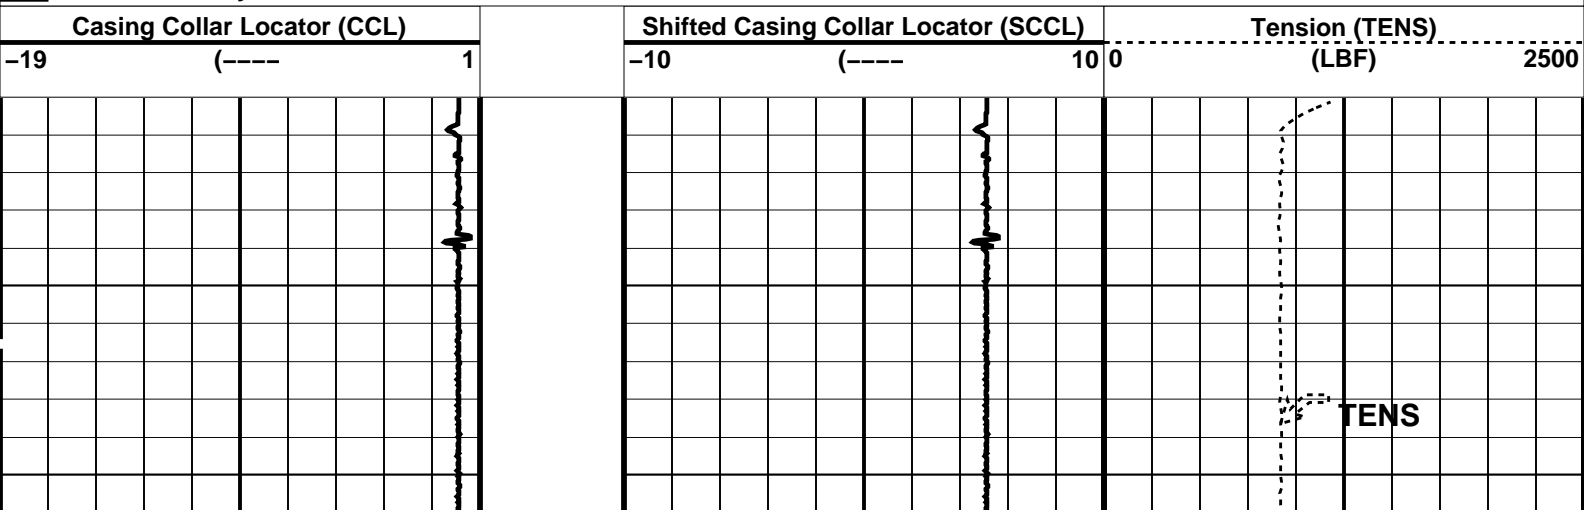 Casing Collar Locator (CCL) Shifted Casing Collar Locator (SCCL) Tension (TENS)
−19 (−−−− 1 −10 (−−−− 10 0 (LBF) 2500
TENS